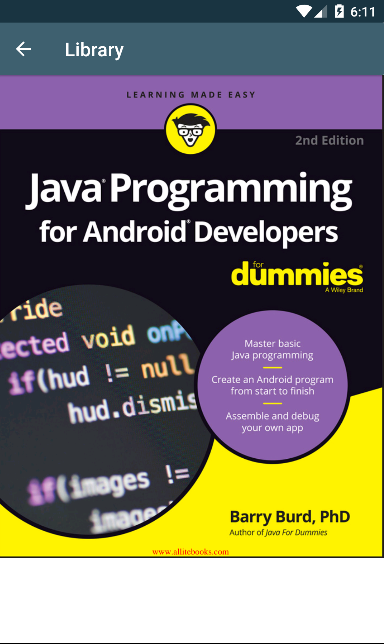 6:11
Library
LEARNING MADE EASY
2nd Edition
Java® Programming
for Android® Developers
for
dummies®
A Wiley Brand
ride
ected void onP
if(hud != null
hud.dismis
if(images !=
images
Master basic
Java programming
Create an Android program
from start to finish
Assemble and debug
your own app
Barry Burd, PhD
Author of Java For Dummies
www.allitebooks.com